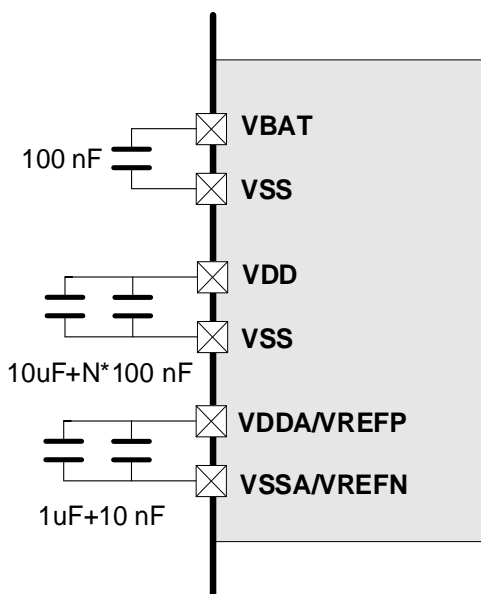 VBAT
100 nF
VSS
VDD
VSS
10uF+N*100 nF
VDDA/VREFP
VSSA/VREFN
1uF+10 nF